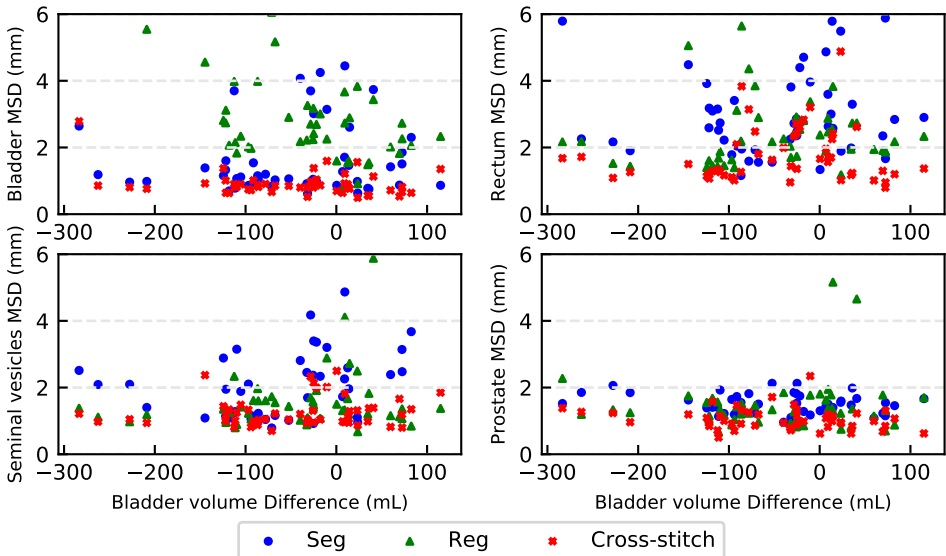 Bladder MSD (mm)
6
4
2
0
−300 −200 −100 0 100
Rectum MSD (mm)
6
4
2
0
−300 −200 −100 0 100
Seminal vesicles MSD (mm)
6
4
2
0
−300 −200 −100 0 100
Bladder volume Difference (mL)
Prostate MSD (mm)
6
4
2
0
−300 −200 −100 0 100
Bladder volume Difference (mL)
Seg Reg Cross-stitch